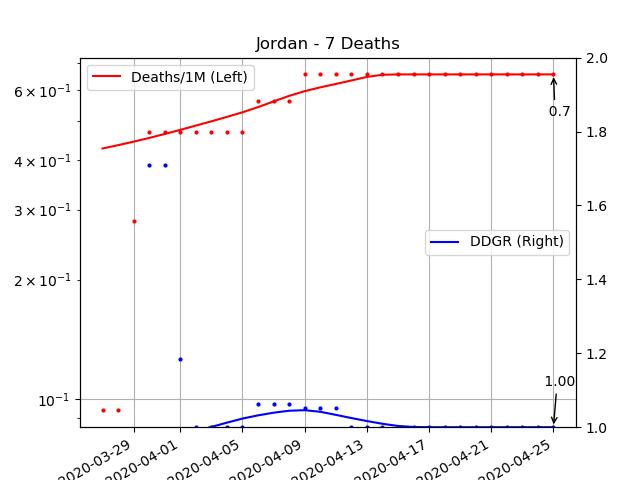 Jordan - 7 Deaths
Deaths/1M (Left)
DDGR (Right)
6 × 10⁻¹
4 × 10⁻¹
3 × 10⁻¹
2 × 10⁻¹
10⁻¹
2.0
1.8
1.6
1.4
1.2
1.0
0.7
1.00
2020-03-29
2020-04-01
2020-04-05
2020-04-09
2020-04-13
2020-04-17
2020-04-21
2020-04-25